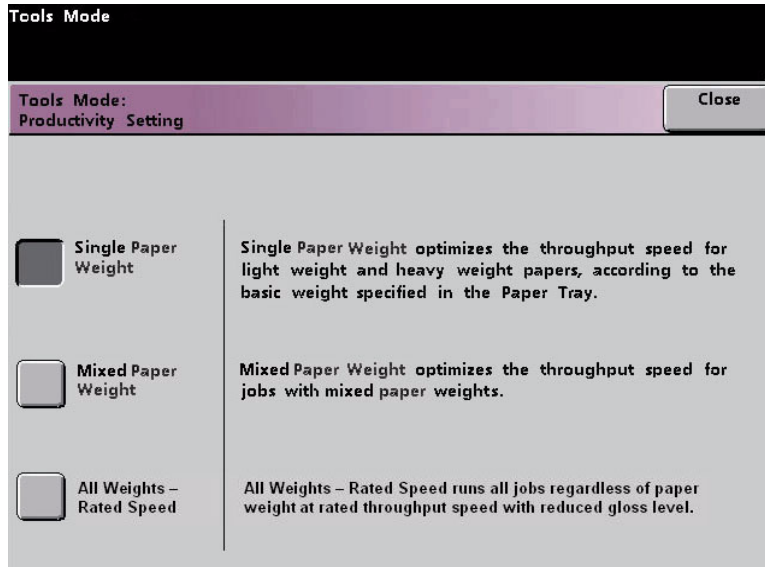 Tools Mode
Tools Mode:
Close
Productivity Setting
Single Paper
Weight
Single Paper Weight optimizes the throughput speed for
light weight and heavy weight papers, according to the
basic weight specified in the Paper Tray.
Mixed Paper
Weight
Mixed Paper Weight optimizes the throughput speed for
jobs with mixed paper weights.
All Weights –
Rated Speed
All Weights – Rated Speed runs all jobs regardless of paper
weight at rated throughput speed with reduced gloss level.